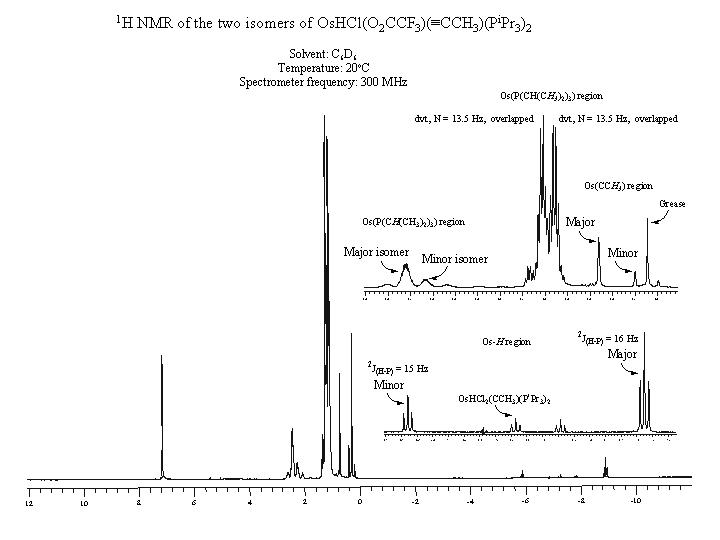 ¹H NMR of the two isomers of OsHCl(O₂CCF₃)(≡CCH₃)(PⁱPr₃)₂
Solvent: C₆D₆
Temperature: 20°C
Spectrometer frequency: 300 MHz
Os(P(CH(CH₃)₂)₃) region
dvt, N = 13.5 Hz, overlapped
dvt, N = 13.5 Hz, overlapped
Os(CCH₃) region
Grease
Os(P(CH(CH₃)₂)₃) region
Major
Major isomer
Minor isomer
Minor
Os-H region
²J(H-P) = 16 Hz
Major
²J(H-P) = 15 Hz
Minor
OsHCl₂(CCH₃)(PⁱPr₃)₂
12 10 8 6 4 2 0 -2 -4 -6 -8 -10